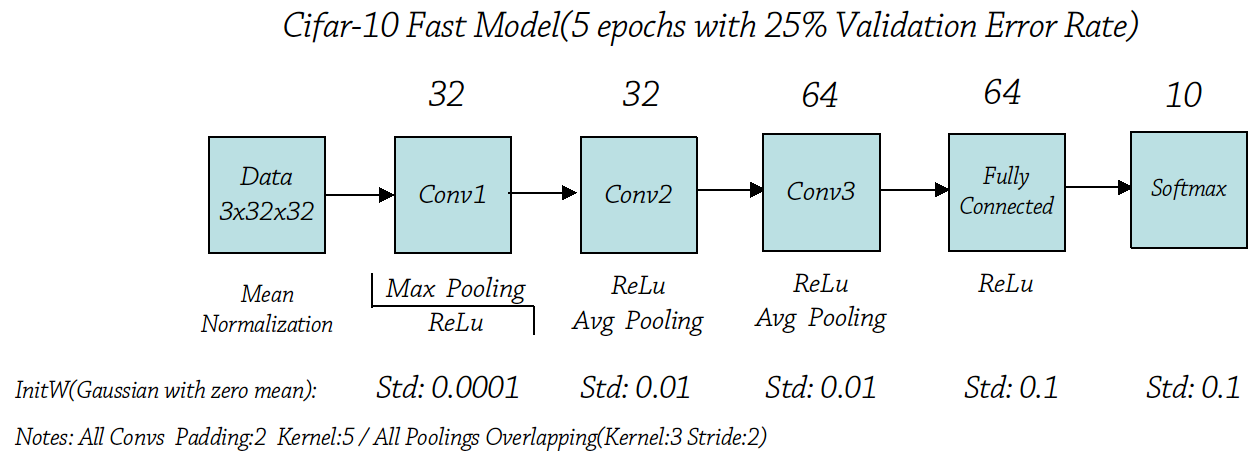 Cifar-10 Fast Model(5 epochs with 25% Validation Error Rate)
32 32 64 64 10
Data
3x32x32
Conv1
Conv2
Conv3
Fully
Connected
Softmax
Mean
Normalization
Max Pooling
ReLu
ReLu
Avg Pooling
ReLu
Avg Pooling
ReLu
InitW(Gaussian with zero mean): Std: 0.0001 Std: 0.01 Std: 0.01 Std: 0.1 Std: 0.1
Notes: All Convs Padding:2 Kernel:5 / All Poolings Overlapping(Kernel:3 Stride:2)